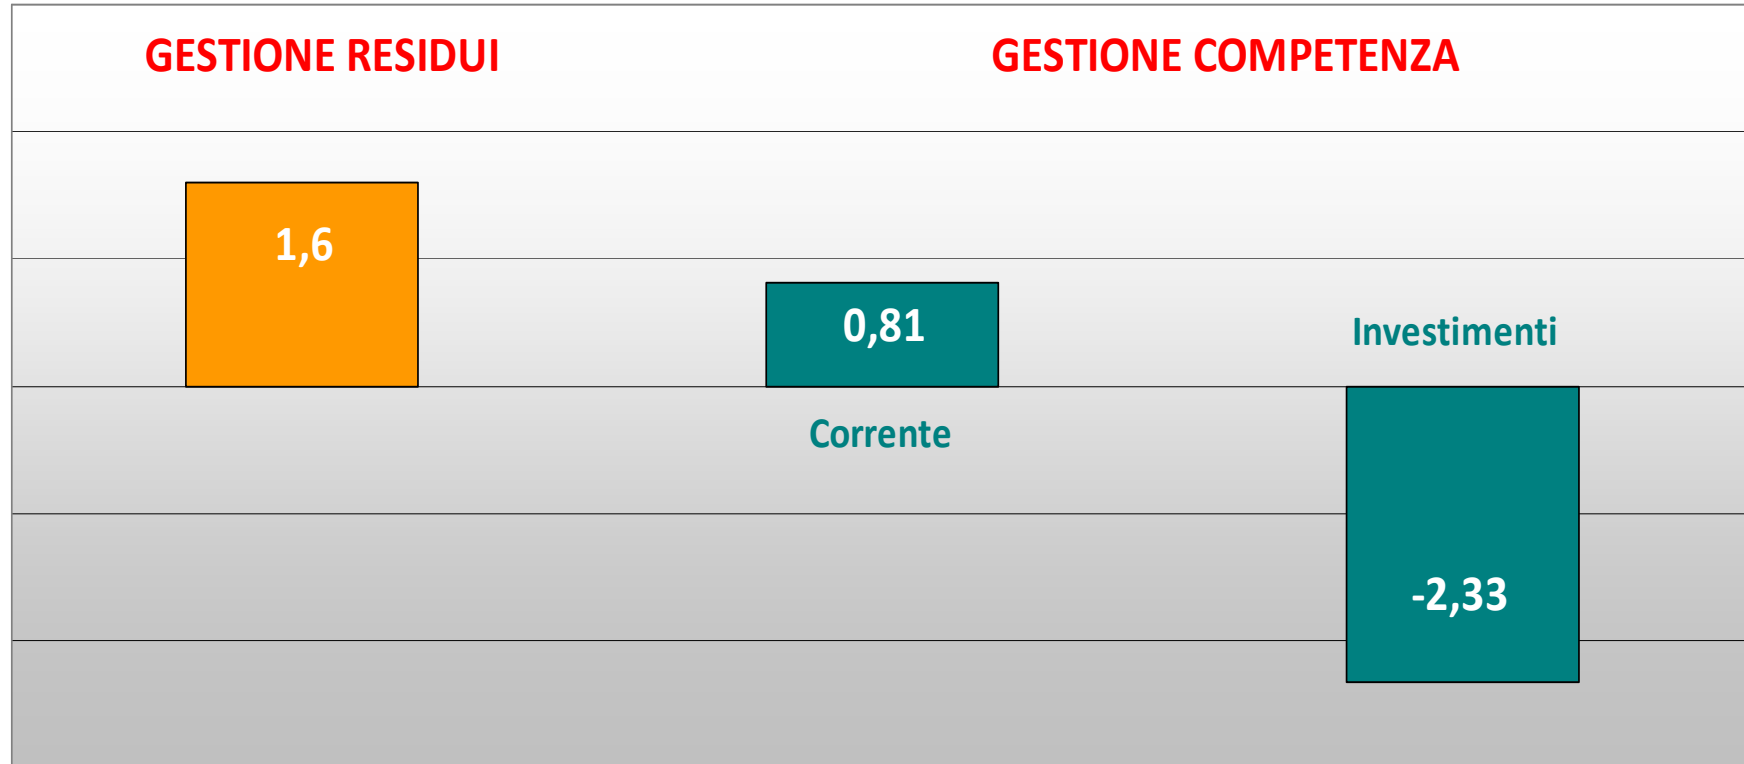 GESTIONE RESIDUI
GESTIONE COMPETENZA
1,6
0,81
Investimenti
Corrente
-2,33